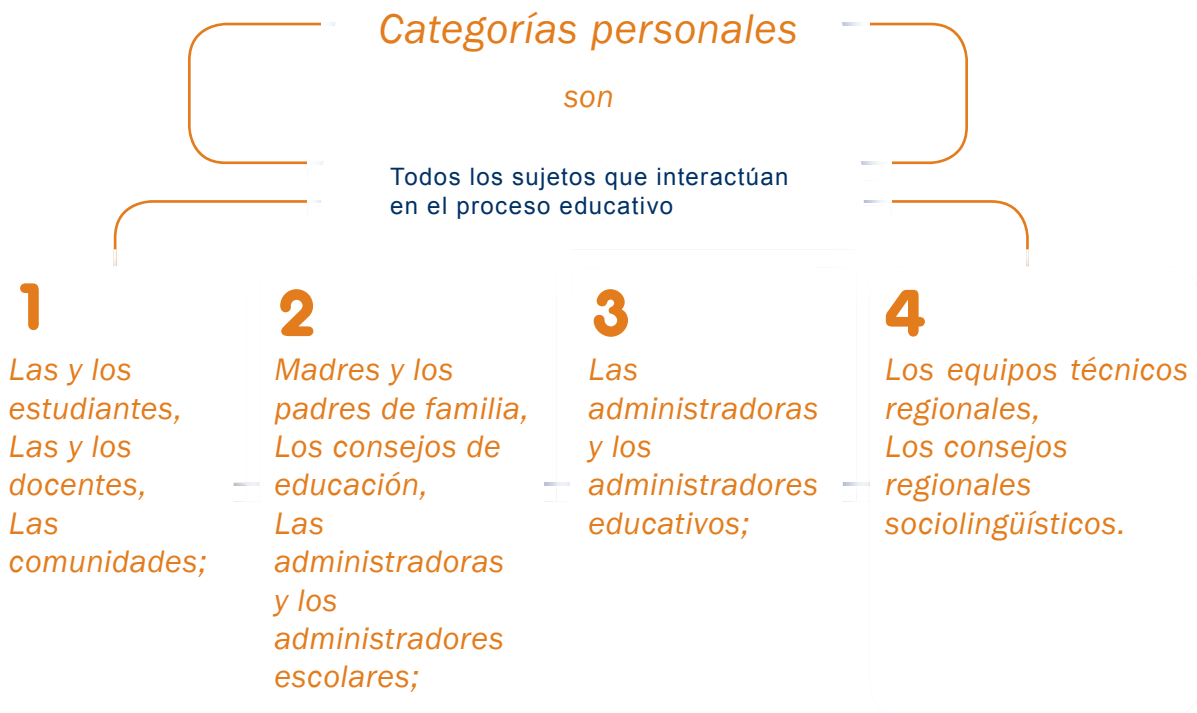 Categorías personales
son
Todos los sujetos que interactúan
en el proceso educativo
1
Las y los
estudiantes,
Las y los
docentes,
Las
comunidades;
2
Madres y los
padres de familia,
Los consejos de
educación,
Las
administradoras
y los
administradores
escolares;
3
Las
administradoras
y los
administradores
educativos;
4
Los equipos técnicos
regionales,
Los consejos
regionales
sociolingüísticos.